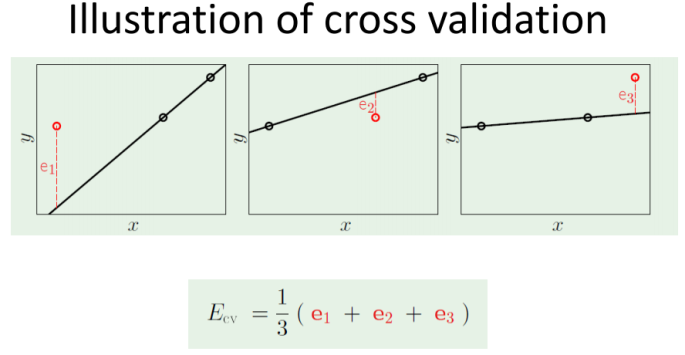 Illustration of cross validation
y e₁ y e₂ y e₃
x x x
E_cv = 1/3 ( e₁ + e₂ + e₃ )